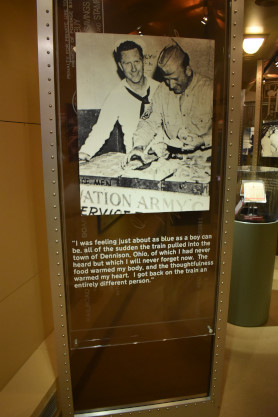 VATION ARMY
SERVICE
"I was feeling just about as blue as a boy can
be, all of the sudden the train pulled into the
town of Dennison, Ohio, of which I had never
heard but which I will never forget now. The
food warmed my body, and the thoughtfulness
warmed my heart. I got back on the train an
entirely different person."